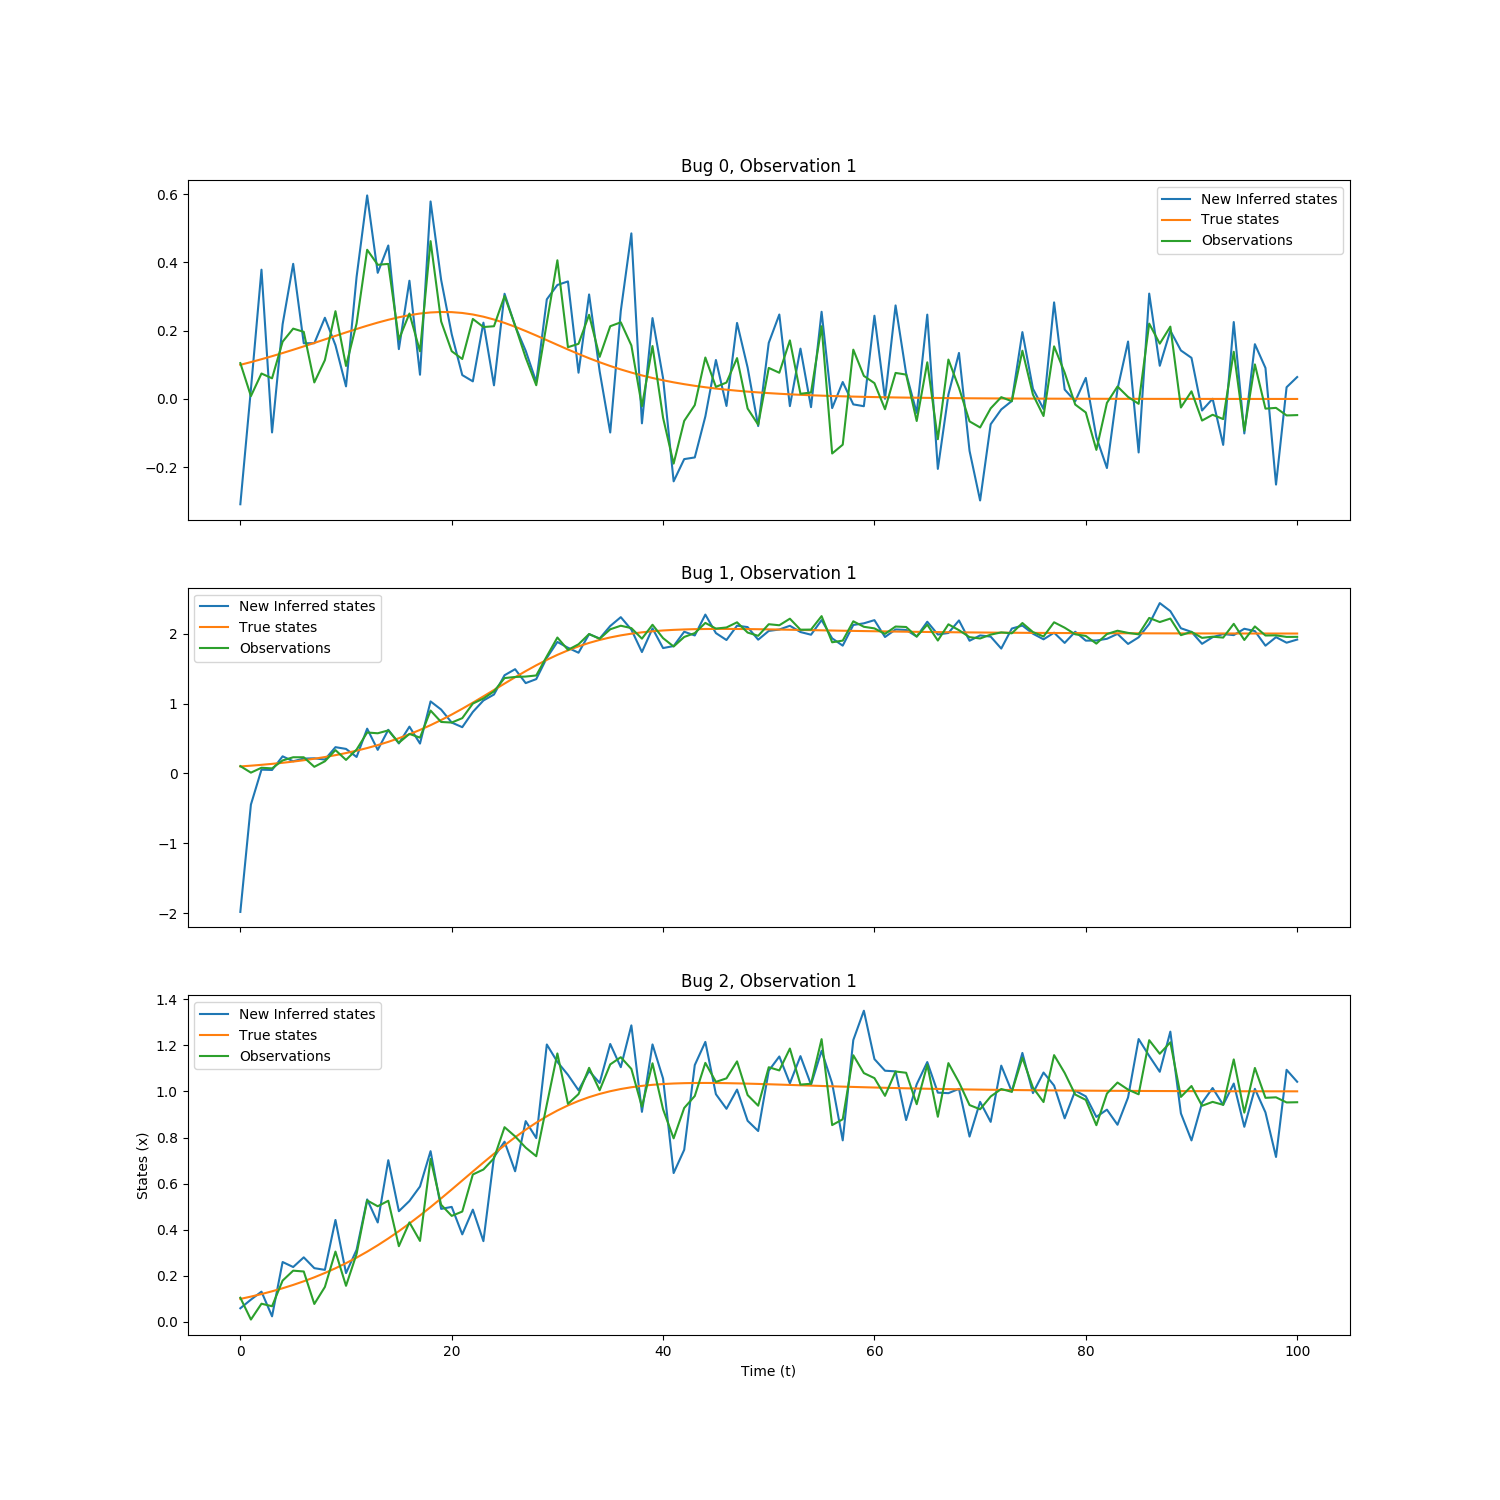 Bug 0, Observation 1
0.6
0.4
0.2
0.0
−0.2
New Inferred states
True states
Observations
Bug 1, Observation 1
2
1
0
−1
−2
New Inferred states
True states
Observations
Bug 2, Observation 1
1.4
1.2
1.0
0.8
0.6
0.4
0.2
0.0
States (x)
New Inferred states
True states
Observations
0 20 40 60 80 100
Time (t)